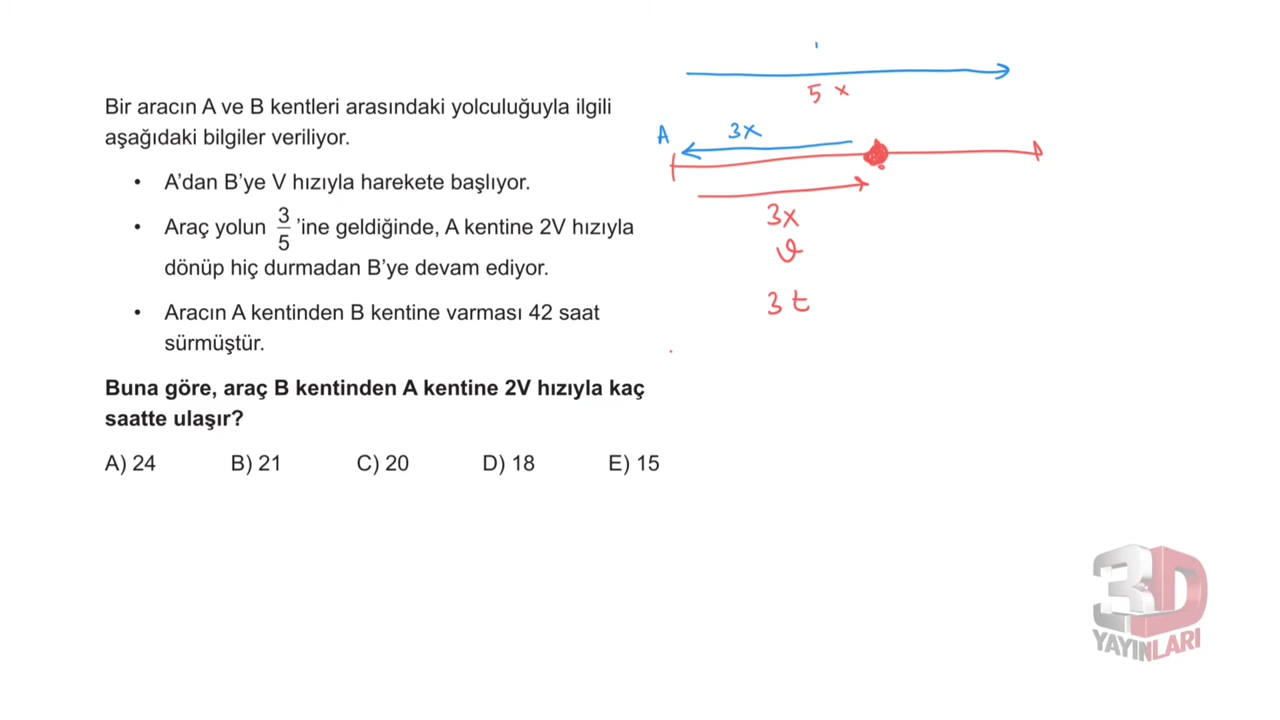 Bir aracın A ve B kentleri arasındaki yolculuğuyla ilgili
aşağıdaki bilgiler veriliyor.
• A'dan B'ye V hızıyla harekete başlıyor.
• Araç yolun 3/5 'ine geldiğinde, A kentine 2V hızıyla
dönüp hiç durmadan B'ye devam ediyor.
• Aracın A kentinden B kentine varması 42 saat
sürmüştür.
Buna göre, araç B kentinden A kentine 2V hızıyla kaç
saatte ulaşır?
A) 24 B) 21 C) 20 D) 18 E) 15
5x
A 3x
3x
V
3t
3D
YAYINLARI